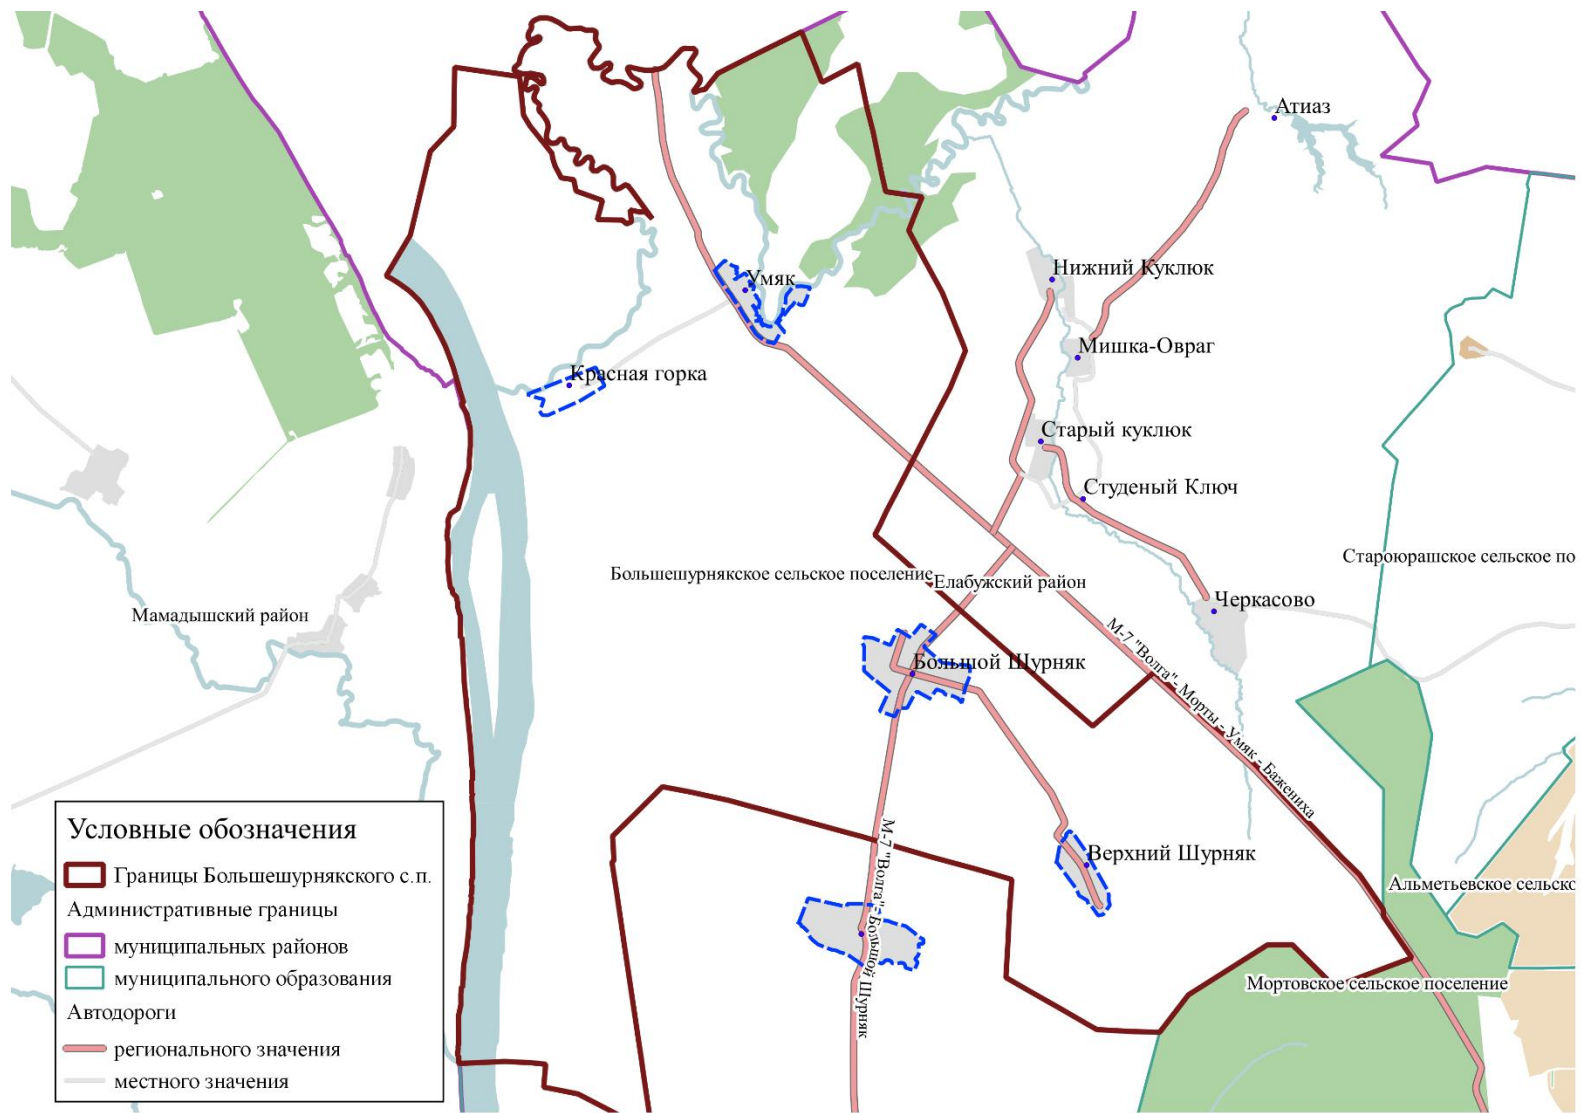 Атиаз
Нижний Куклюк
Умяк
Мишка-Овраг
Красная горка
Старый куклюк
Студеный Ключ
Староюрашское сельское по
Большешурнякское сельское поселение
Елабужский район
Черкасово
Мамадышский район
М-7 "Волга"- Морты - Умяк - Бажениха
Большой Шурняк
М-7 "Волга"- Большой Шурняк
Верхний Шурняк
Альметьевское сельско
Мортовское сельское поселение
Условные обозначения
Границы Большешурнякского с.п.
Административные границы
муниципальных районов
муниципального образования
Автодороги
регионального значения
местного значения